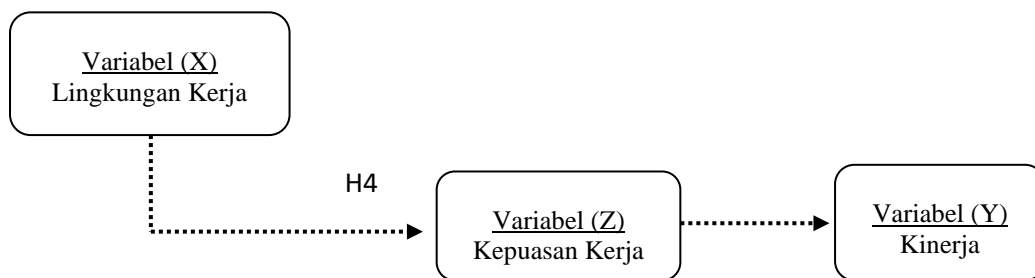 Variabel (X)
Lingkungan Kerja
H4
Variabel (Z)
Kepuasan Kerja
Variabel (Y)
Kinerja